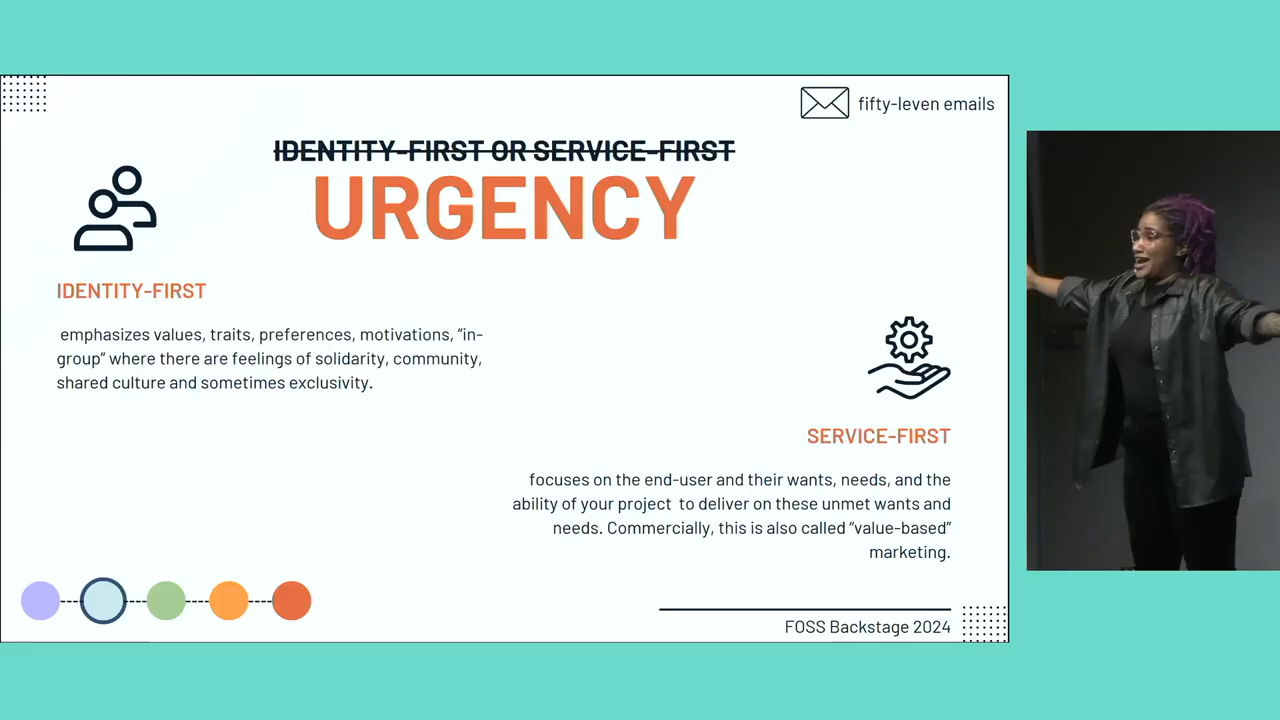 fifty-leven emails
IDENTITY-FIRST OR SERVICE-FIRST
URGENCY
IDENTITY-FIRST
emphasizes values, traits, preferences, motivations, "in-
group" where there are feelings of solidarity, community,
shared culture and sometimes exclusivity.
SERVICE-FIRST
focuses on the end-user and their wants, needs, and the
ability of your project to deliver on these unmet wants and
needs. Commercially, this is also called "value-based"
marketing.
FOSS Backstage 2024